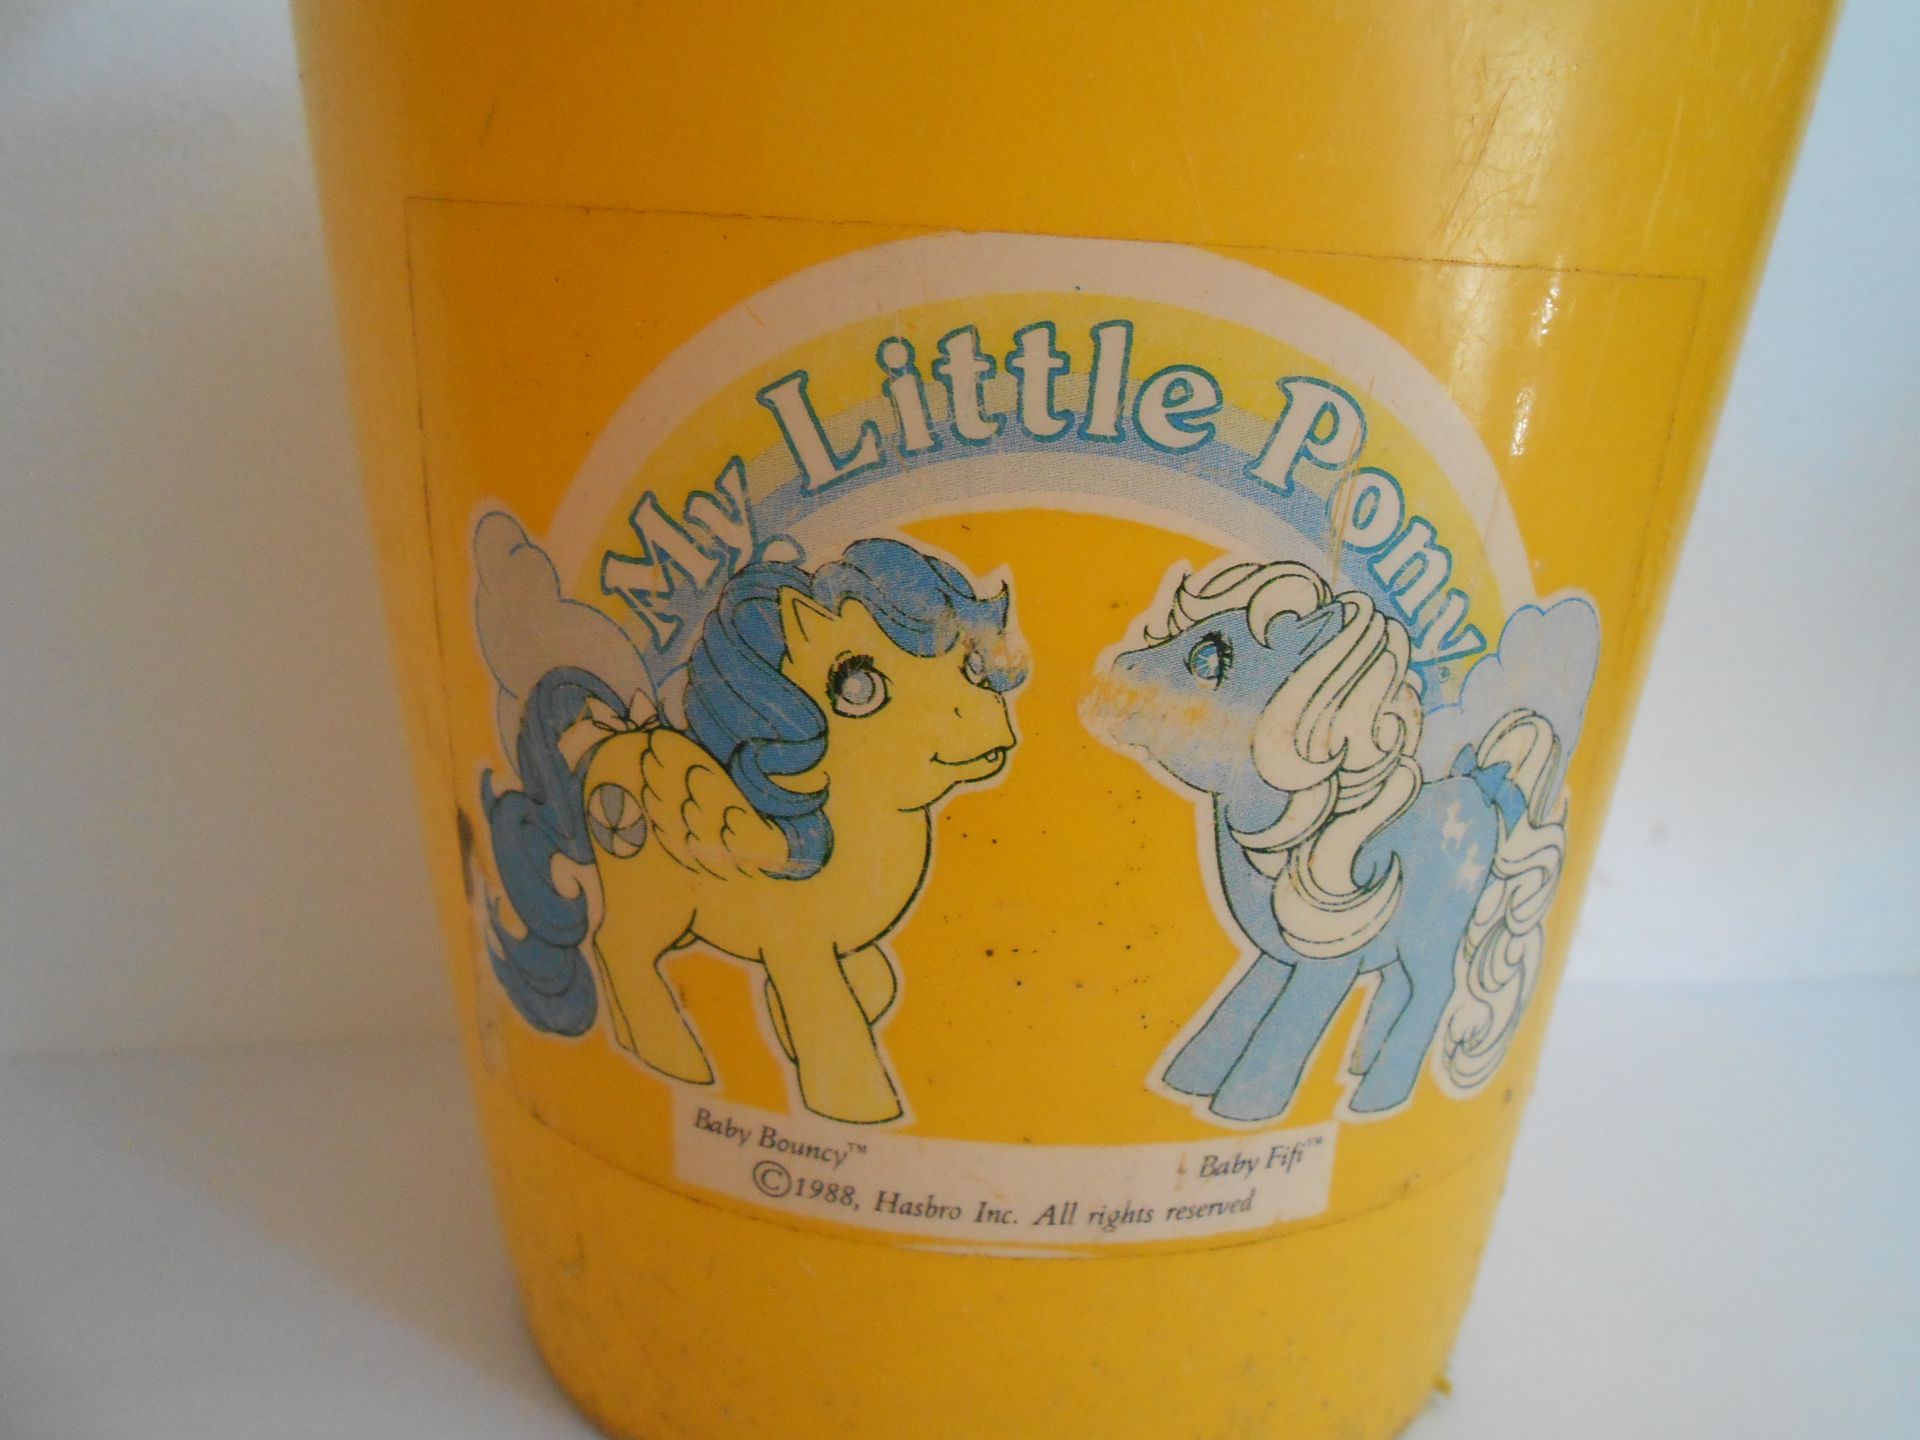 My Little Pony®
Baby Bouncy™
Baby Fifi™
©1988, Hasbro Inc. All rights reserved